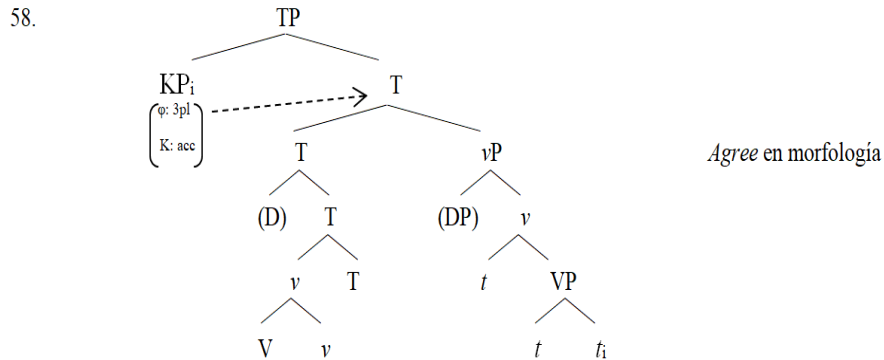 58.
TP
KPi T
φ: 3pl
K: acc
T vP Agree en morfología
(D) T (DP) v
v T t VP
V v t ti